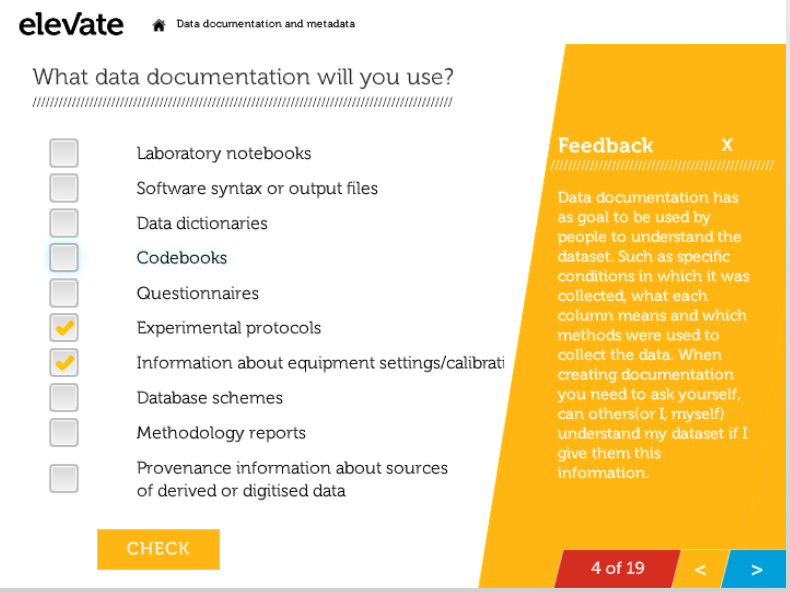 elevate
Data documentation and metadata
What data documentation will you use?
Laboratory notebooks
Software syntax or output files
Data dictionaries
Codebooks
Questionnaires
Experimental protocols
Information about equipment settings/calibrati
Database schemes
Methodology reports
Provenance information about sources
of derived or digitised data
CHECK
Feedback X
Data documentation has
as goal to be used by
people to understand the
dataset. Such as specific
conditions in which it was
collected, what each
column means and which
methods were used to
collect the data. When
creating documentation
you need to ask yourself,
can others(or I, myself)
understand my dataset if I
give them this
information.
4 of 19 < >